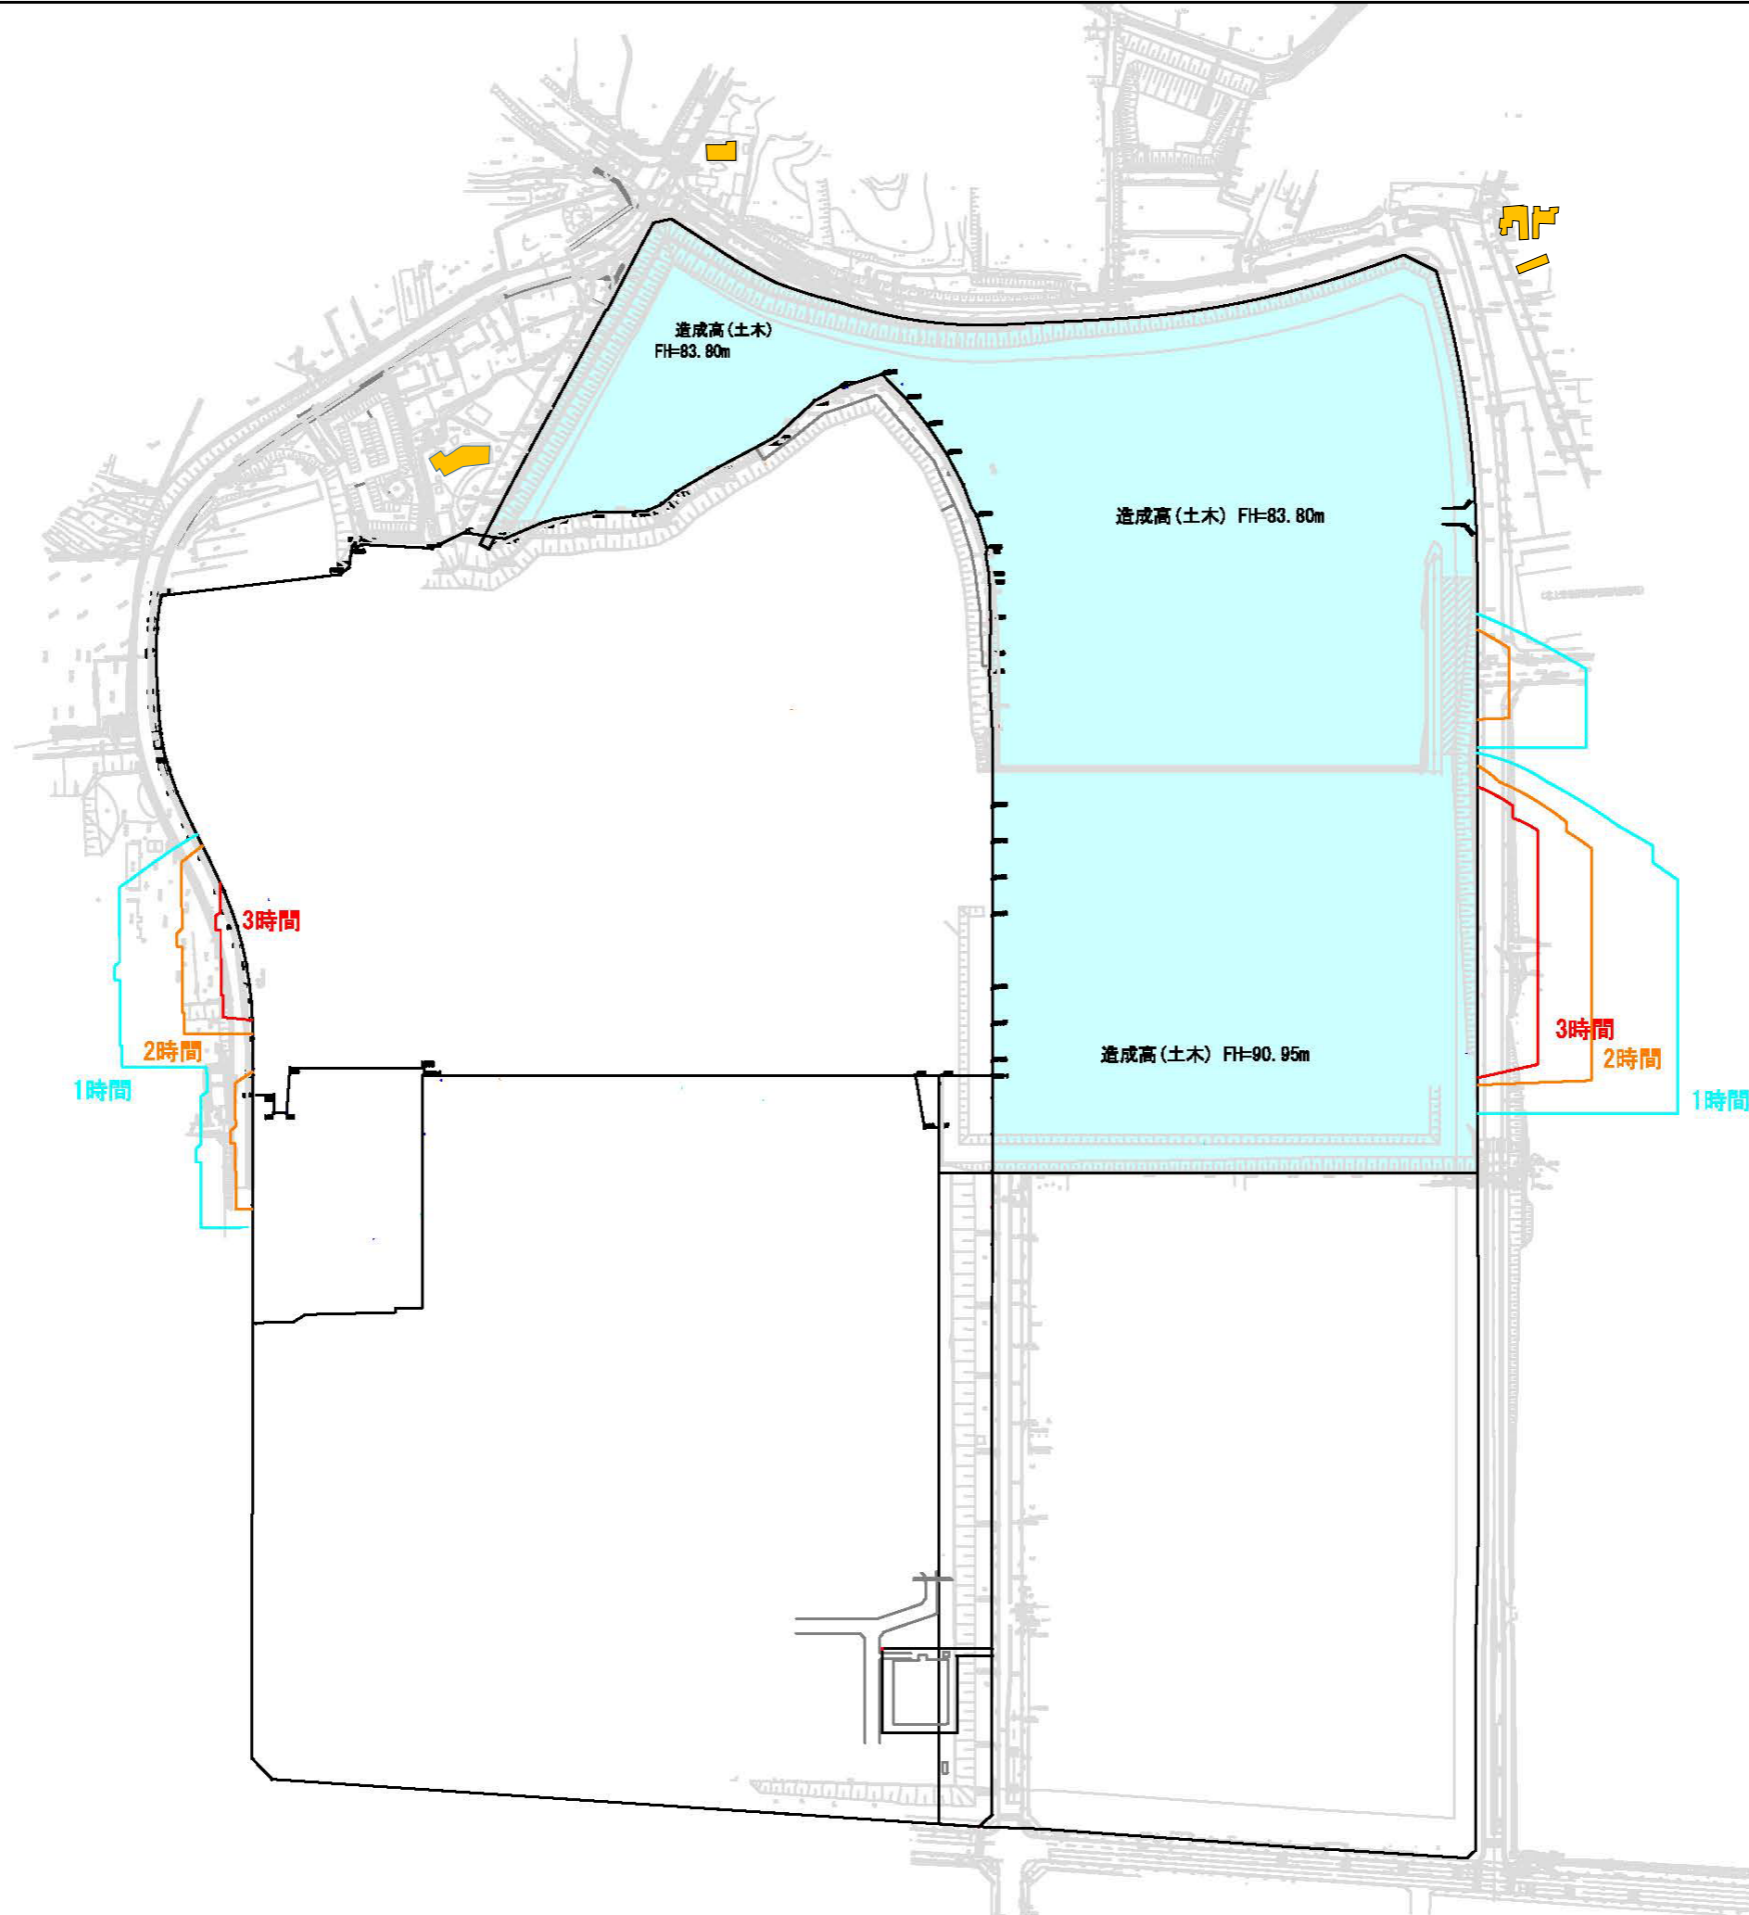 造成高(土木)
FH=83.80m
造成高(土木) FH=83.80m
3時間
2時間
1時間
造成高(土木) FH=90.95m
3時間
2時間
1時間